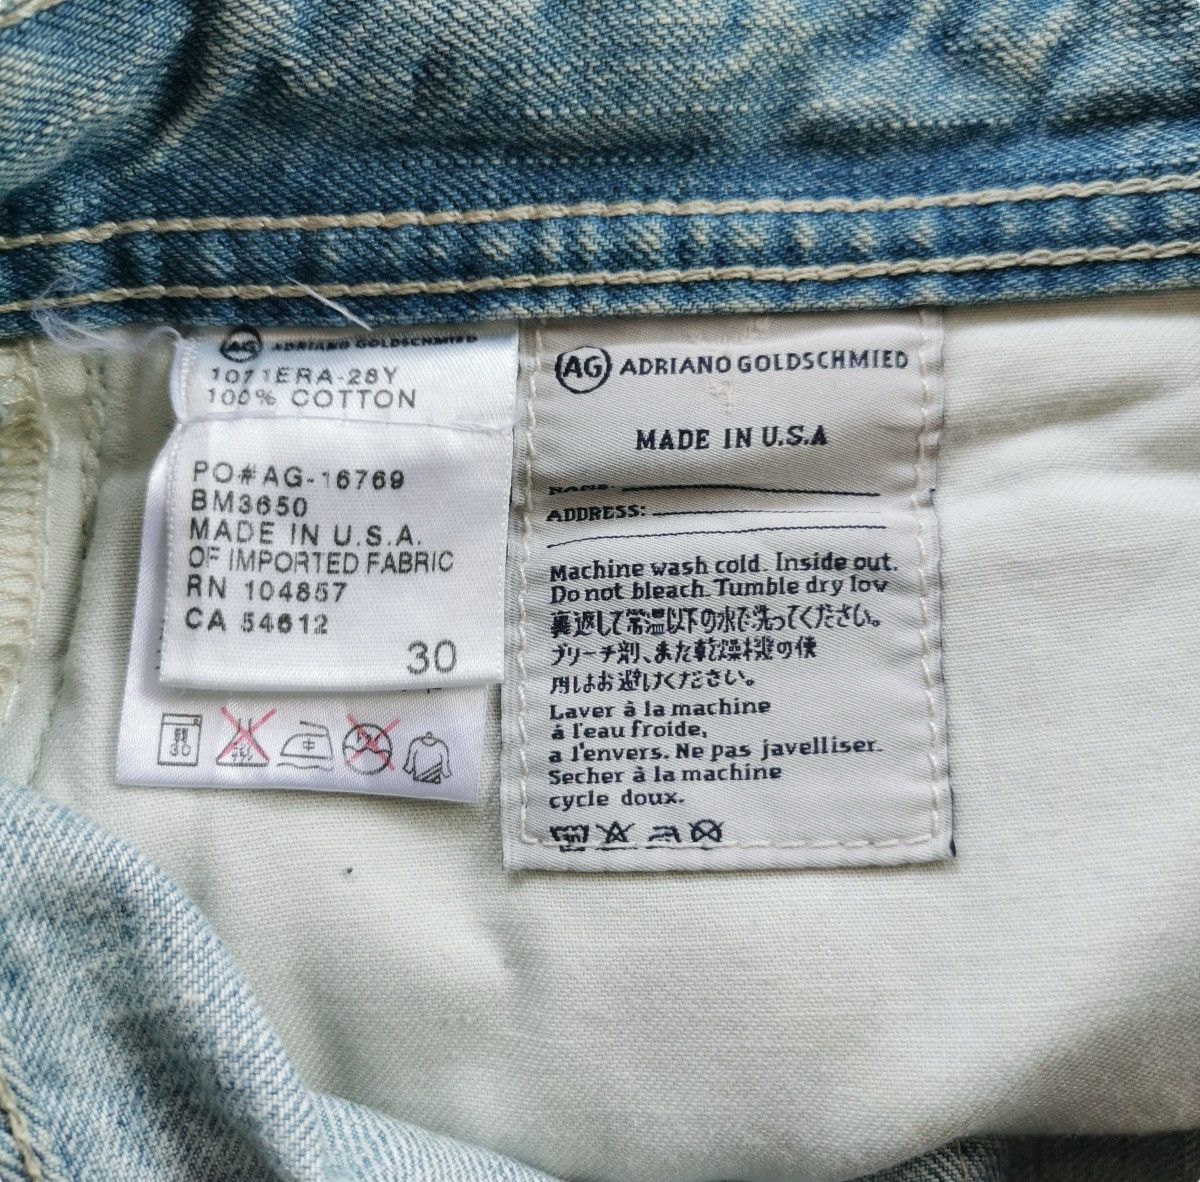 AG ADRIANO GOLDSCHMIED
1071ERA-28Y
100% COTTON
PO#AG-16769
BM3650
MADE IN U.S.A.
OF IMPORTED FABRIC
RN 104857
CA 54612
30
30
中
AG ADRIANO GOLDSCHMIED
MADE IN U.S.A
NAME:
ADDRESS:
Machine wash cold. Inside out.
Do not bleach. Tumble dry low
裏返して常温以下の水で洗ってください。
ブリーチ剤、また乾燥機の使
用はお避けください。
Laver à la machine
à l'eau froide,
a l'envers. Ne pas javelliser.
Secher à la machine
cycle doux.